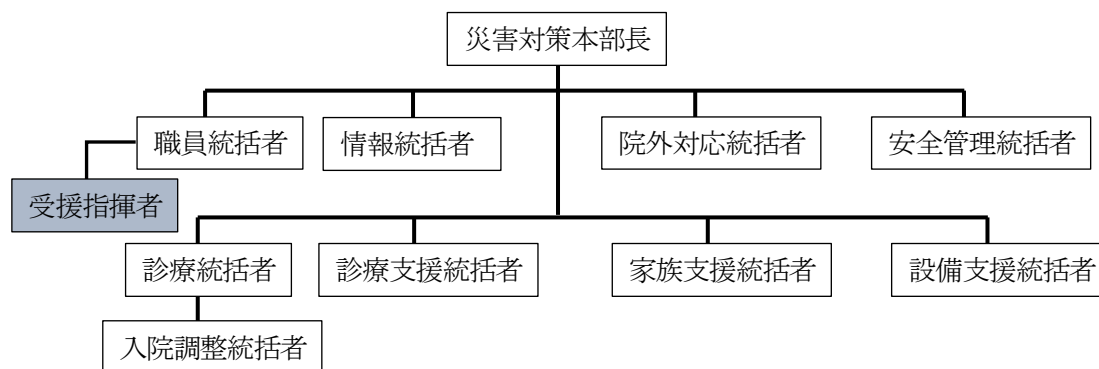 災害対策本部長
職員統括者
情報統括者
院外対応統括者
安全管理統括者
受援指揮者
診療統括者
診療支援統括者
家族支援統括者
設備支援統括者
入院調整統括者